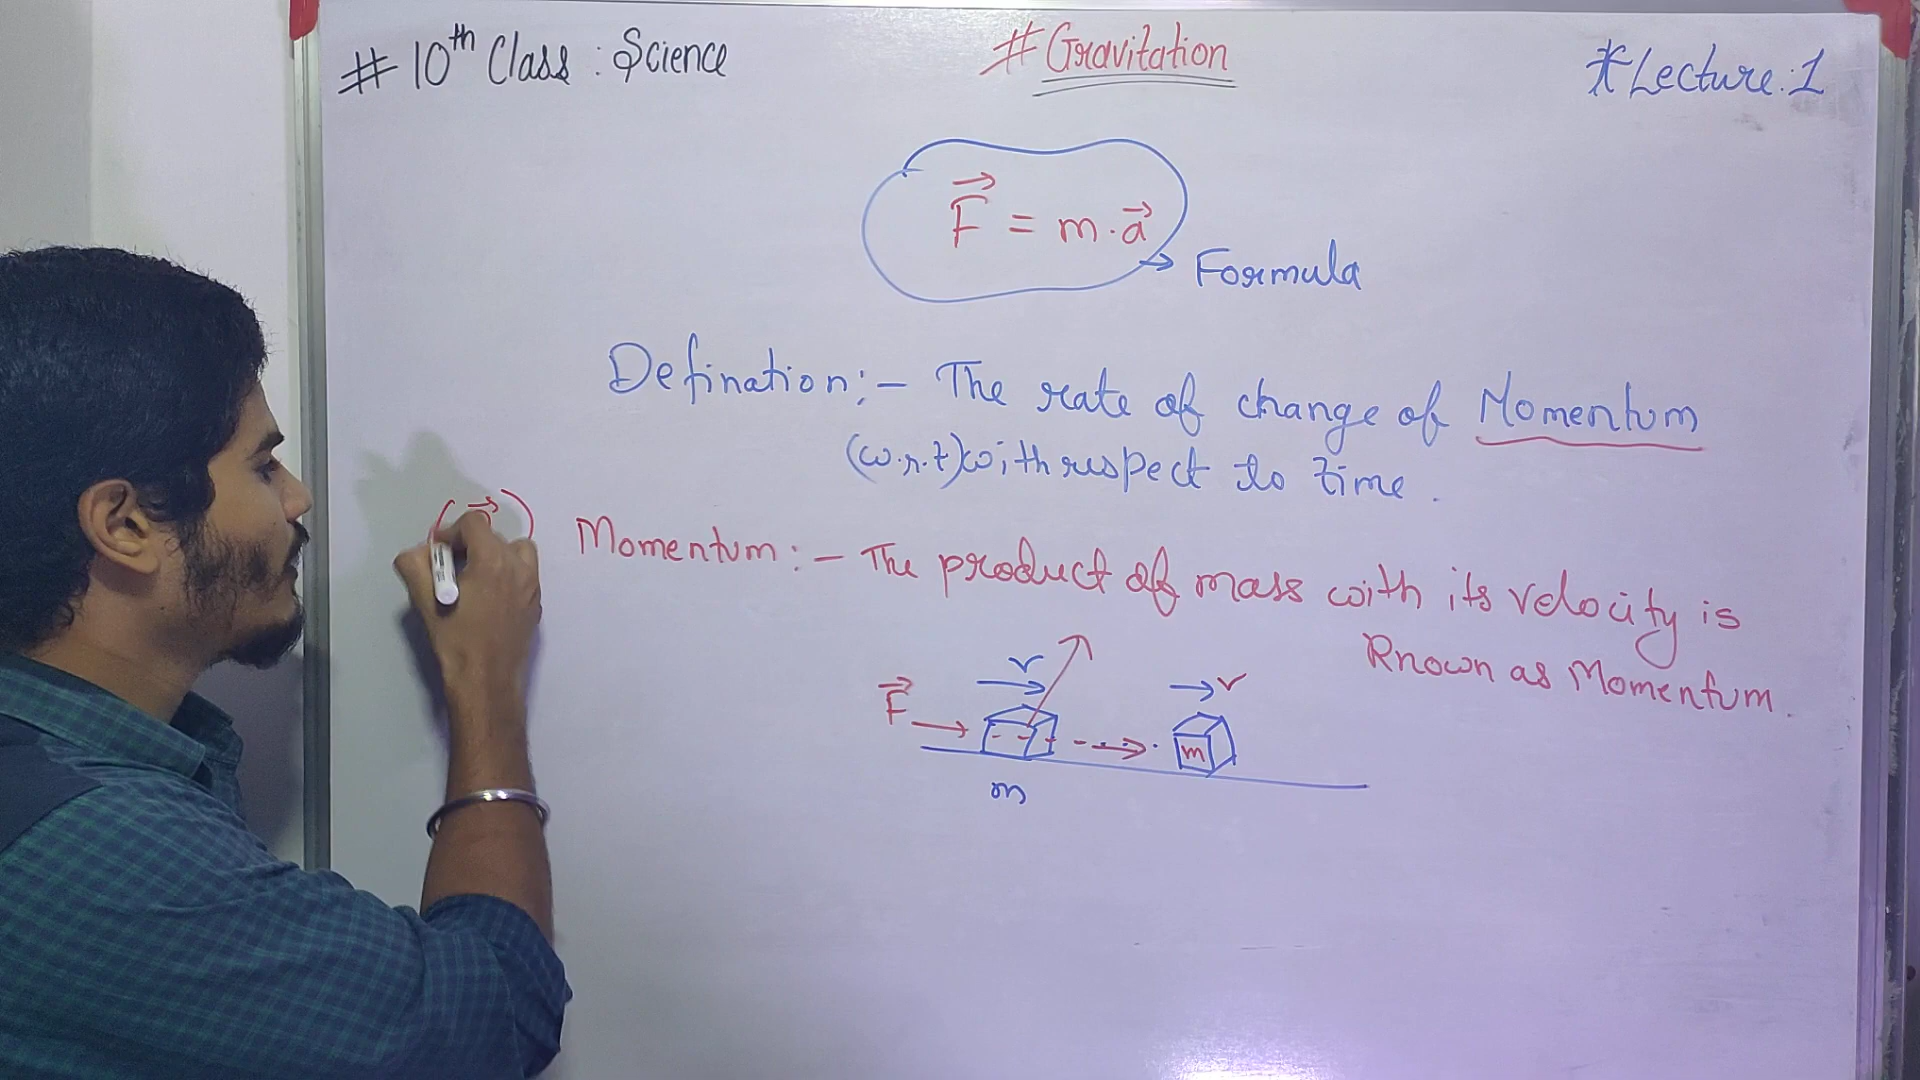 # 10th Class : Science
# Gravitation
* Lecture : 1
F = m . a
Formula
Defination : - The rate of change of Momentum
(w.r.t) with respect to time .
Momentum : - The product of mass with its velocity is
Known as Momentum .
v
F
v
m
m